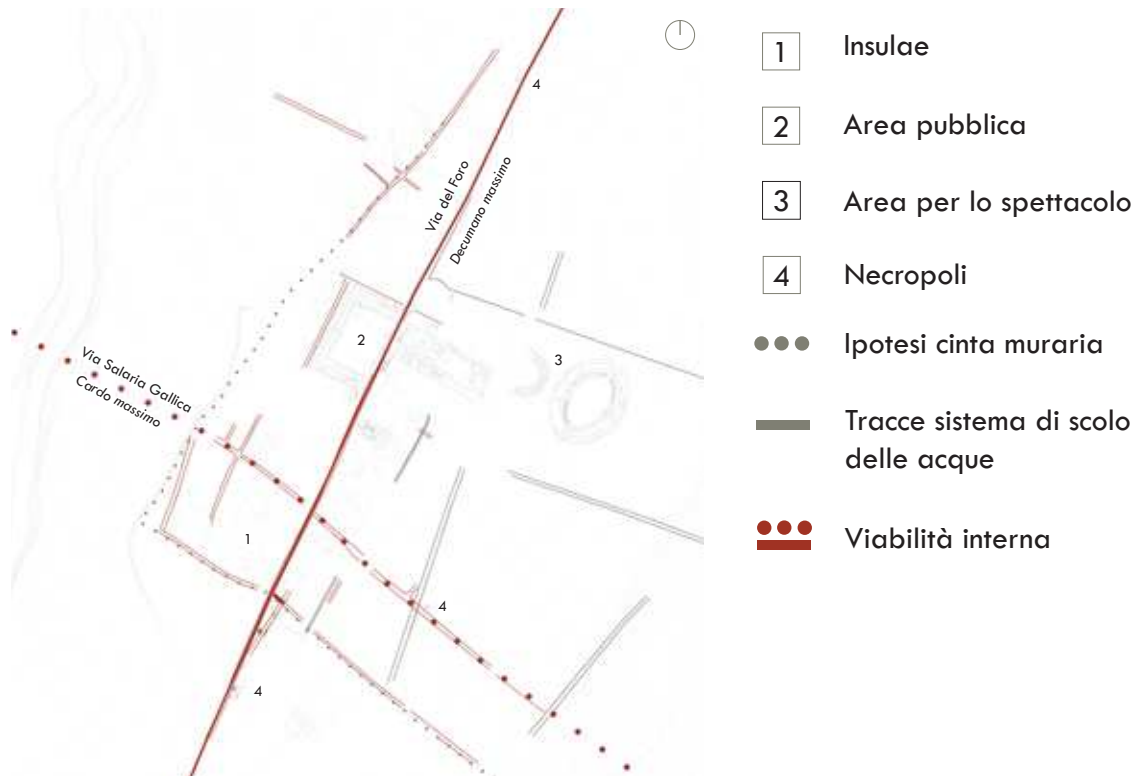 4
Via del Foro
Decumano massimo
2
3
Via Salaria Gallica
Cardo massimo
1
4
4
1 Insulae
2 Area pubblica
3 Area per lo spettacolo
4 Necropoli
Ipotesi cinta muraria
Tracce sistema di scolo
delle acque
Viabilità interna